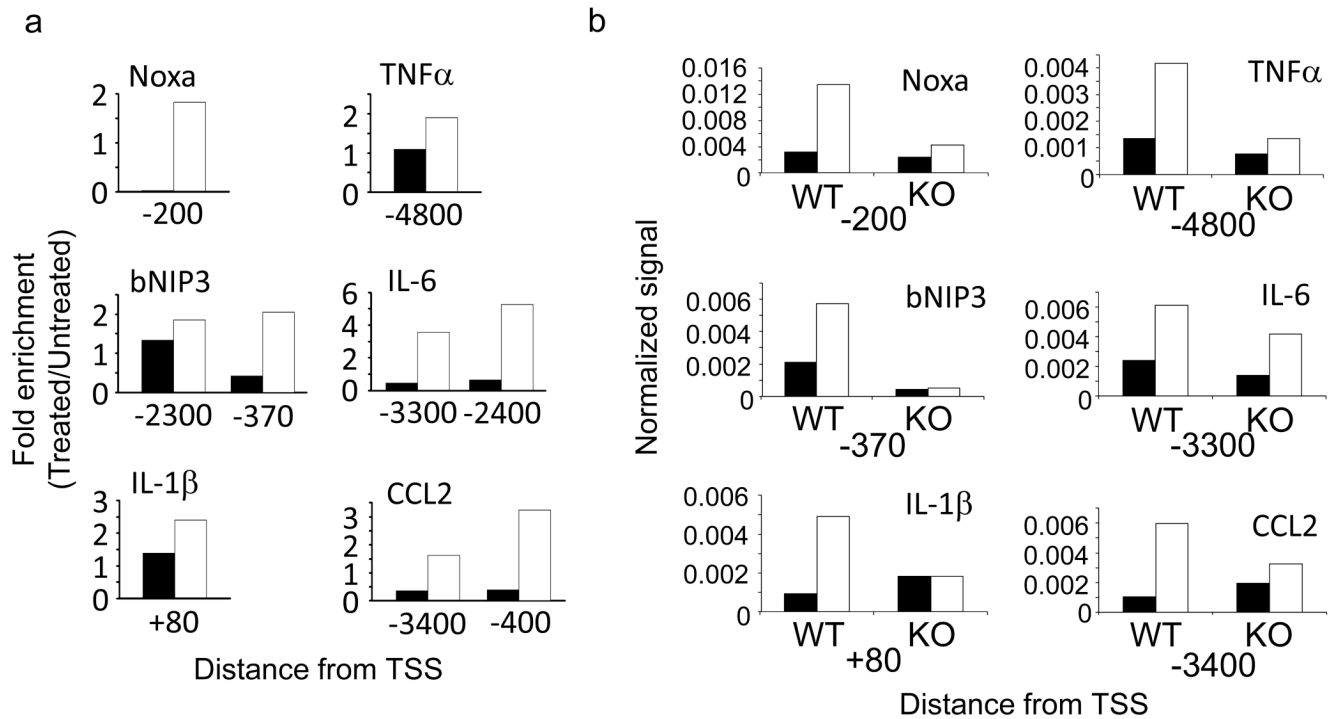 a
Fold enrichment
(Treated/Untreated)
Noxa
2
1
0
-200
TNFα
2
1
0
-4800
bNIP3
2
1
0
-2300 -370
IL-6
6
4
2
0
-3300 -2400
IL-1β
3
2
1
0
+80
CCL2
3
2
1
0
-3400 -400
Distance from TSS
b
Normalized signal
Noxa
0.016
0.012
0.008
0.004
0
WT KO
-200
TNFα
0.004
0.003
0.002
0.001
0
WT KO
-4800
bNIP3
0.006
0.004
0.002
0
WT KO
-370
IL-6
0.006
0.004
0.002
0
WT KO
-3300
IL-1β
0.006
0.004
0.002
0
WT KO
+80
CCL2
0.006
0.004
0.002
0
WT KO
-3400
Distance from TSS